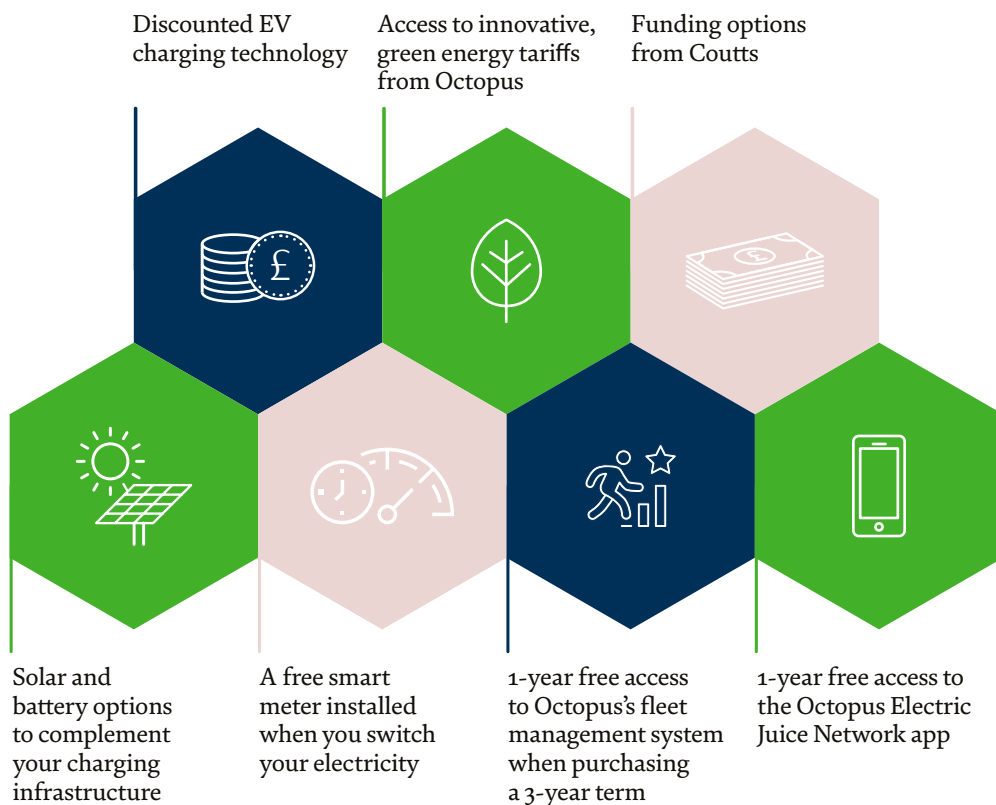 Discounted EV
charging technology
Access to innovative,
green energy tariffs
from Octopus
Funding options
from Coutts
£
£
Solar and
battery options
to complement
your charging
infrastructure
A free smart
meter installed
when you switch
your electricity
1-year free access
to Octopus’s fleet
management system
when purchasing
a 3-year term
1-year free access to
the Octopus Electric
Juice Network app